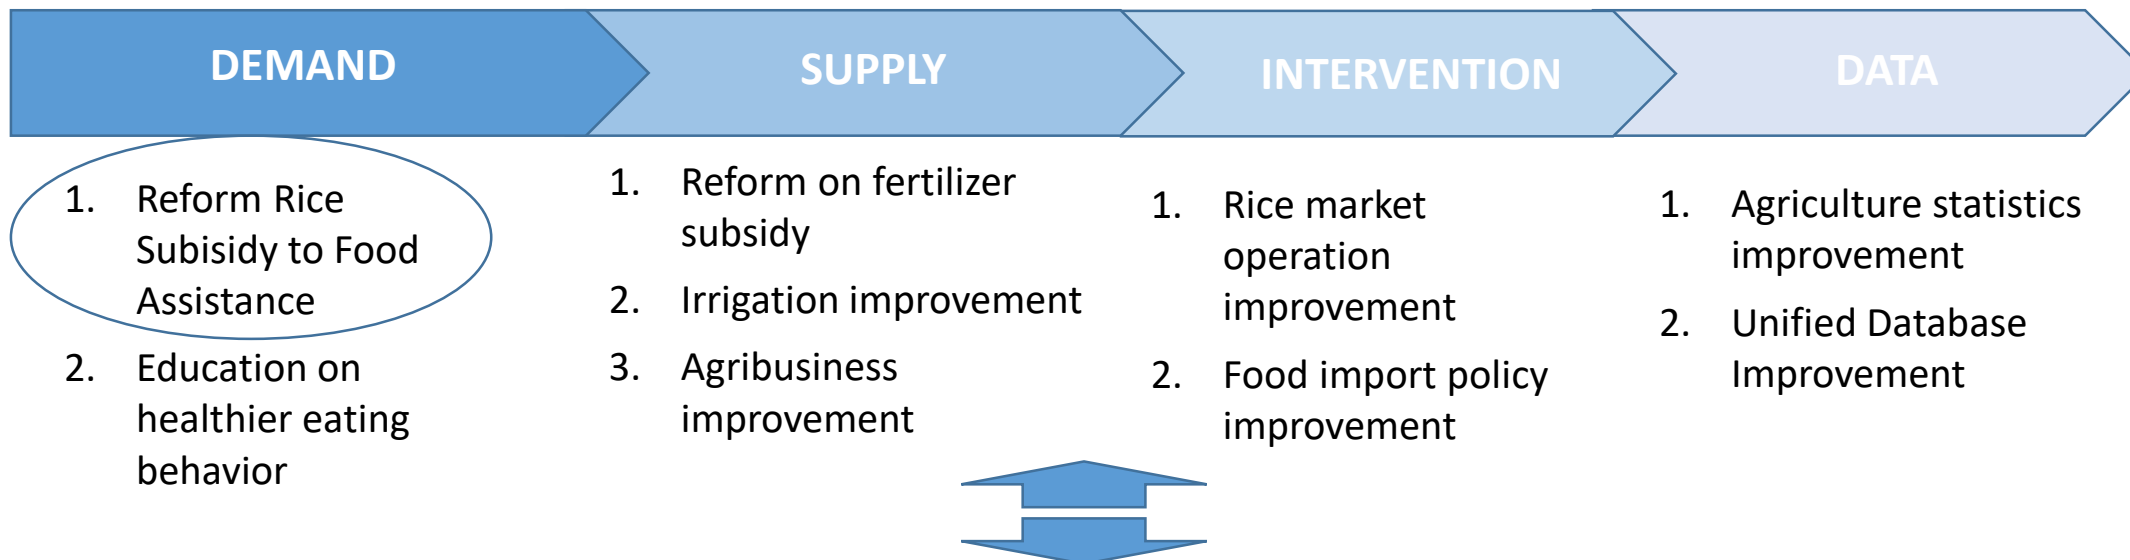 DEMAND
SUPPLY
INTERVENTION
DATA
1. Reform Rice
Subisidy to Food
Assistance
2. Education on
healthier eating
behavior
1. Reform on fertilizer
subsidy
2. Irrigation improvement
3. Agribusiness
improvement
1. Rice market
operation
improvement
2. Food import policy
improvement
1. Agriculture statistics
improvement
2. Unified Database
Improvement